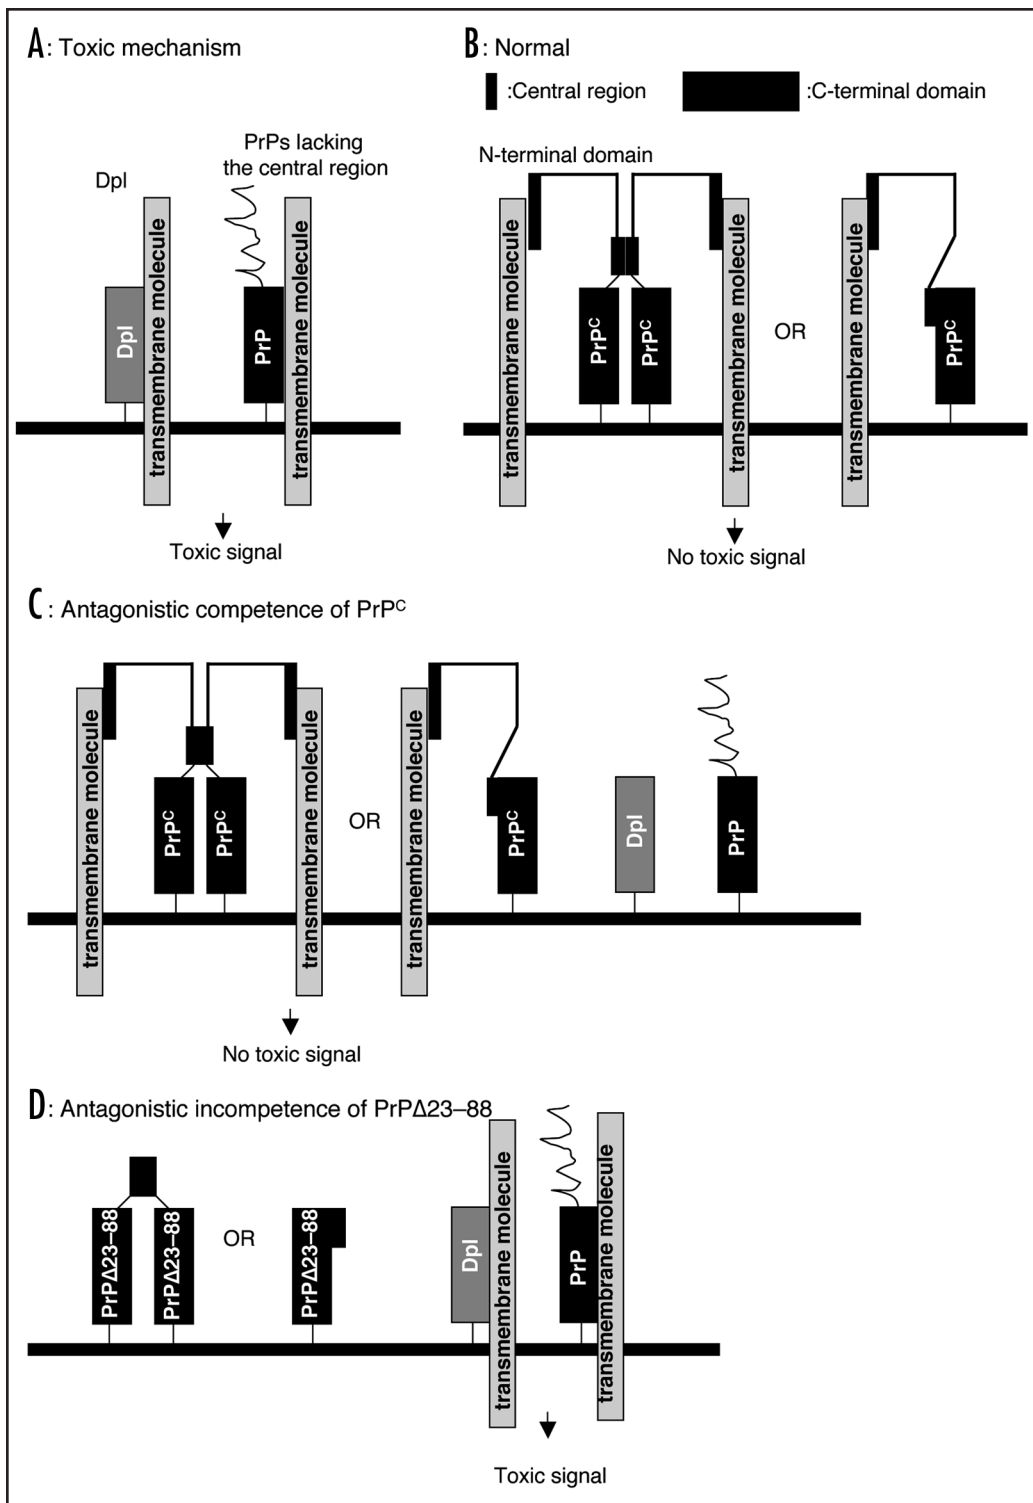 A: Toxic mechanism
PrPs lacking
the central region
Dpl
Dpl
transmembrane molecule
PrP
transmembrane molecule
Toxic signal
B: Normal
:Central region
:C-terminal domain
N-terminal domain
transmembrane molecule
PrPC
PrPC
transmembrane molecule
OR
transmembrane molecule
PrPC
No toxic signal
C: Antagonistic competence of PrPC
transmembrane molecule
PrPC
PrPC
transmembrane molecule
OR
transmembrane molecule
PrPC
Dpl
PrP
No toxic signal
D: Antagonistic incompetence of PrPΔ23–88
PrPΔ23–88
PrPΔ23–88
OR
PrPΔ23–88
Dpl
transmembrane molecule
PrP
transmembrane molecule
Toxic signal